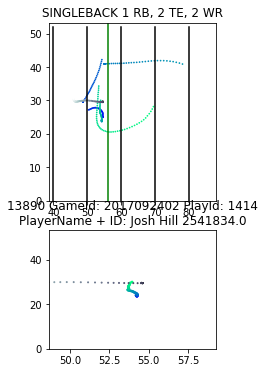 SINGLEBACK 1 RB, 2 TE, 2 WR
50
40
30
20
10
0
40 50 60 70 80
13890 GameId: 2017092402 PlayId: 1414
PlayerName + ID: Josh Hill 2541834.0
40
20
0
50.0 52.5 55.0 57.5